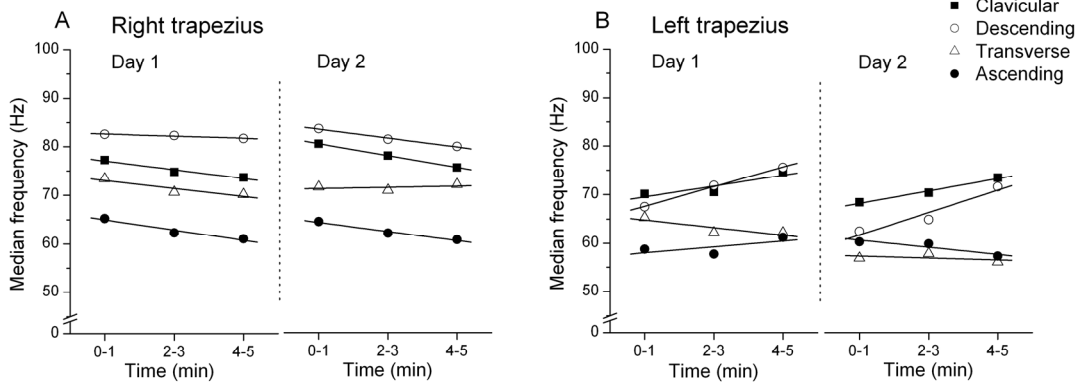 A Right trapezius
Day 1
Day 2
Median frequency (Hz)
100
90
80
70
60
50
0
0-1 2-3 4-5
Time (min)
0-1 2-3 4-5
Time (min)
B Left trapezius
Clavicular
Descending
Transverse
Ascending
Day 1
Day 2
Median frequency (Hz)
100
90
80
70
60
50
0
0-1 2-3 4-5
Time (min)
0-1 2-3 4-5
Time (min)